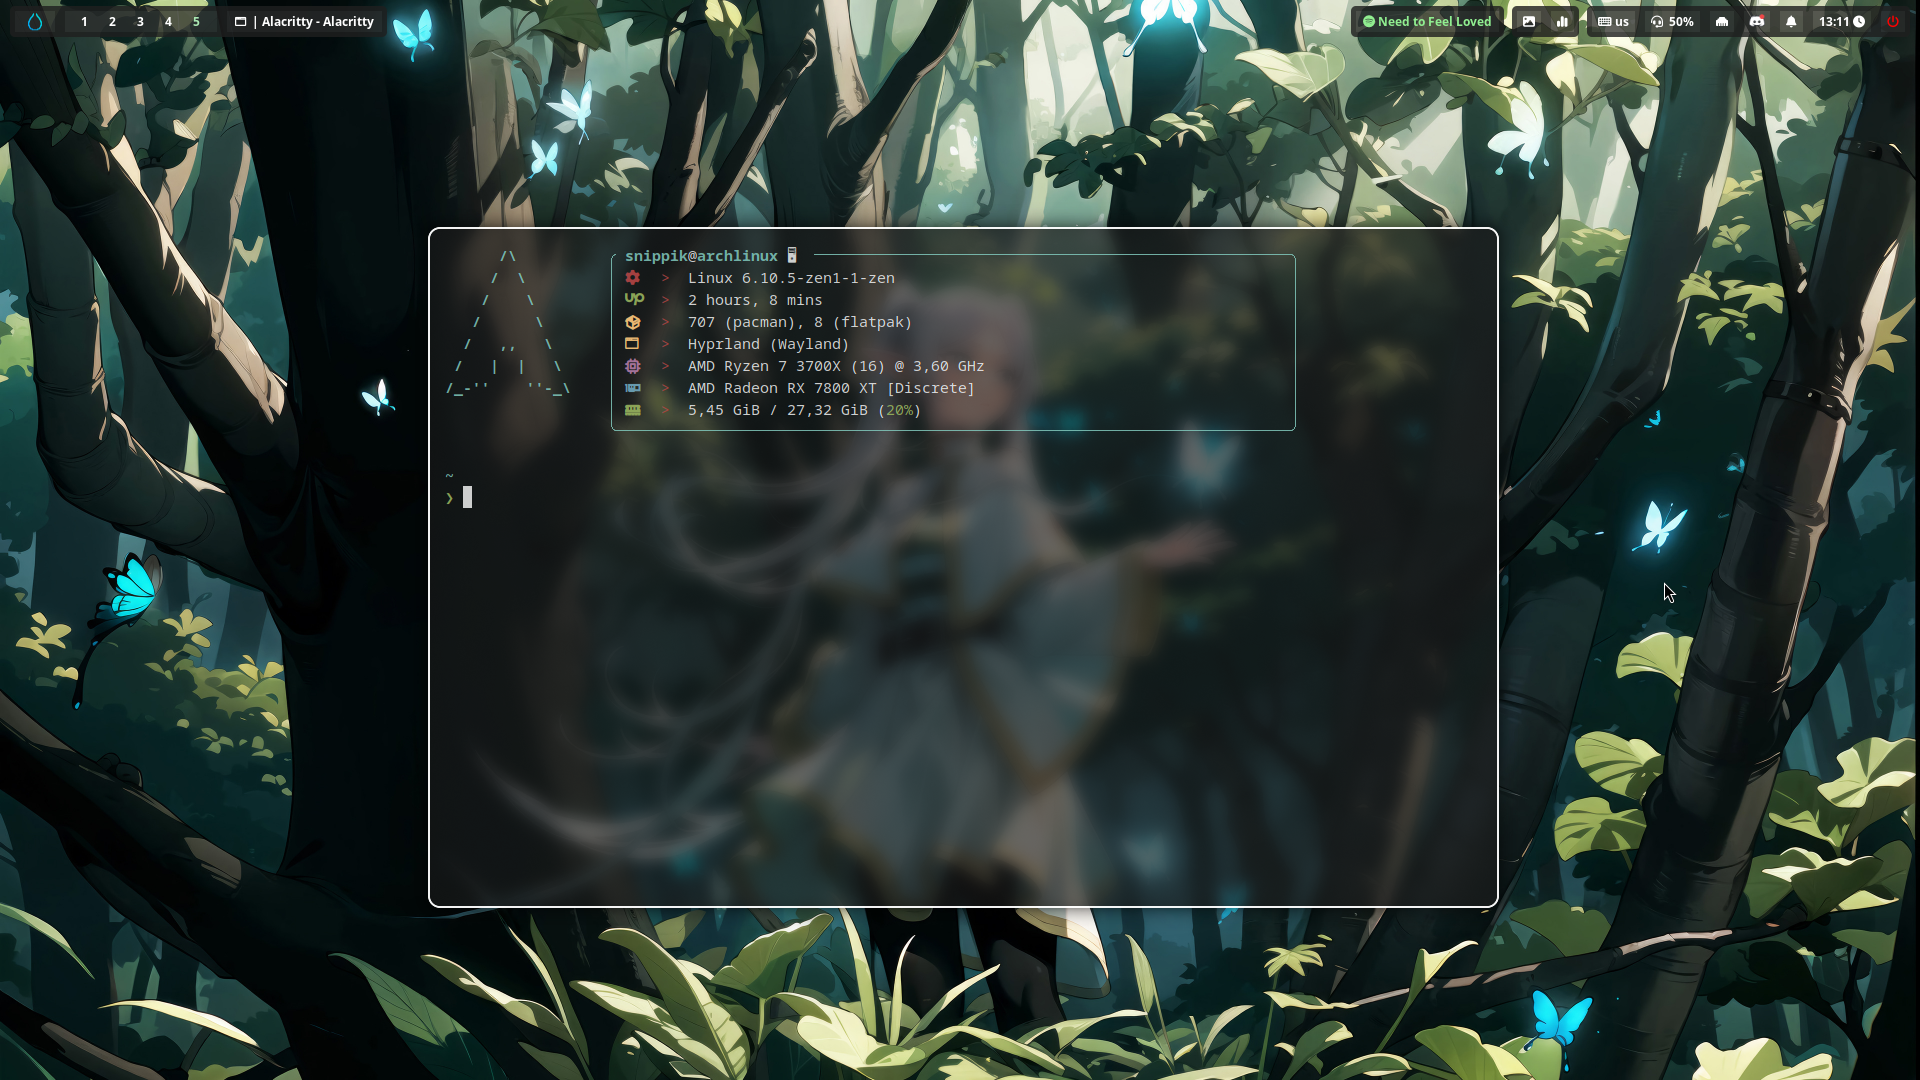 1 2 3 4 5 | Alacritty - Alacritty Need to Feel Loved us 50% 13:11
snippik@archlinux
> Linux 6.10.5-zen1-1-zen
UP > 2 hours, 8 mins
> 707 (pacman), 8 (flatpak)
> Hyprland (Wayland)
> AMD Ryzen 7 3700X (16) @ 3,60 GHz
> AMD Radeon RX 7800 XT [Discrete]
> 5,45 GiB / 27,32 GiB (20%)
~
❯